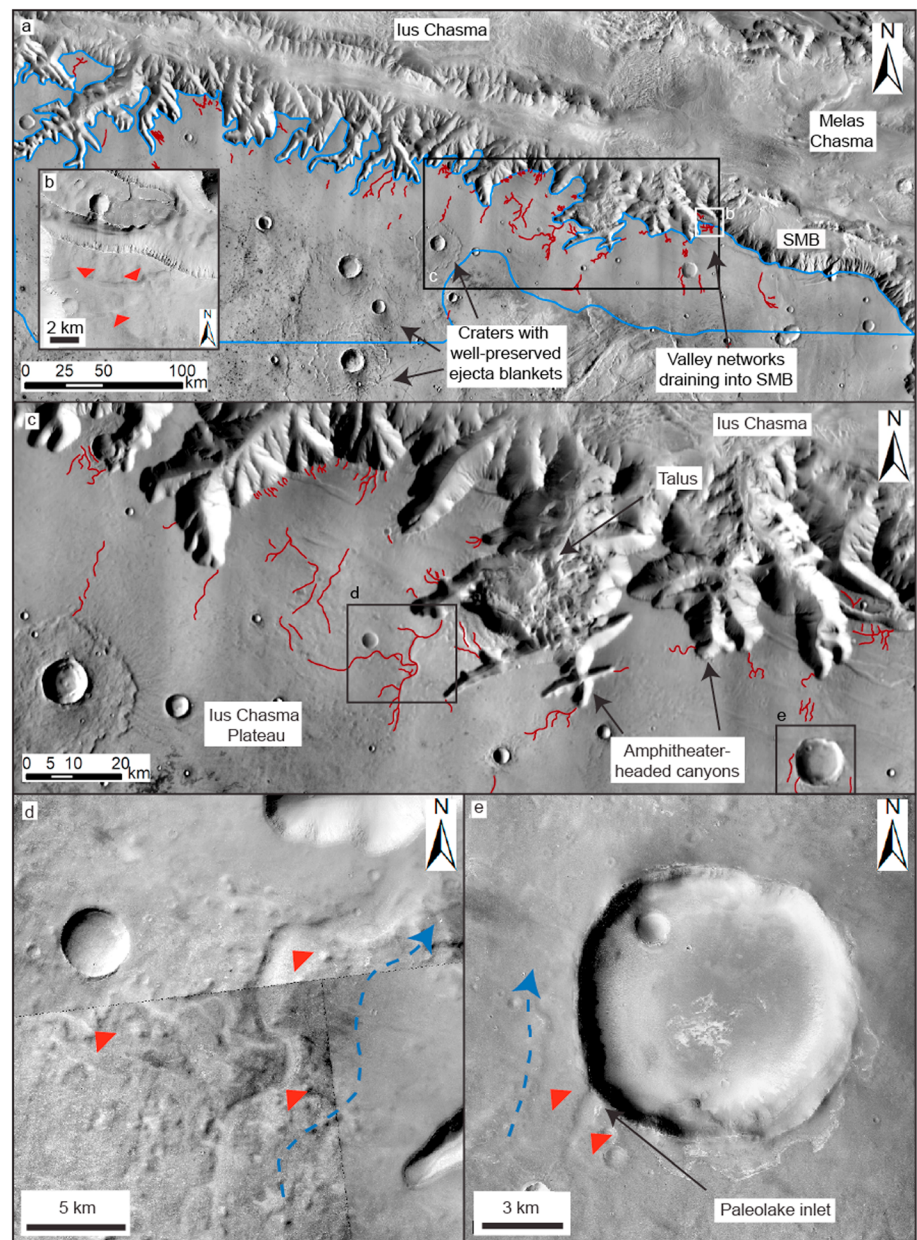 a
Ius Chasma
N
Melas
Chasma
b
b
SMB
c
2 km
N
Craters with
well-preserved
ejecta blankets
Valley networks
draining into SMB
0 25 50 100
km
c
Ius Chasma
N
Talus
d
Ius Chasma
Plateau
e
Amphitheater-
headed canyons
0 5 10 20
km
d
N
5 km
e
N
3 km
Paleolake inlet